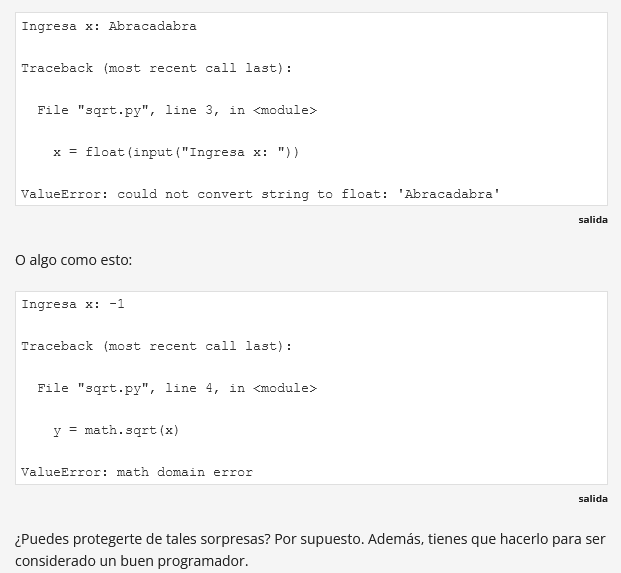 Ingresa x: Abracadabra
Traceback (most recent call last):
File "sqrt.py", line 3, in <module>
x = float(input("Ingresa x: "))
ValueError: could not convert string to float: 'Abracadabra'
salida
O algo como esto:
Ingresa x: -1
Traceback (most recent call last):
File "sqrt.py", line 4, in <module>
y = math.sqrt(x)
ValueError: math domain error
salida
¿Puedes protegerte de tales sorpresas? Por supuesto. Además, tienes que hacerlo para ser
considerado un buen programador.